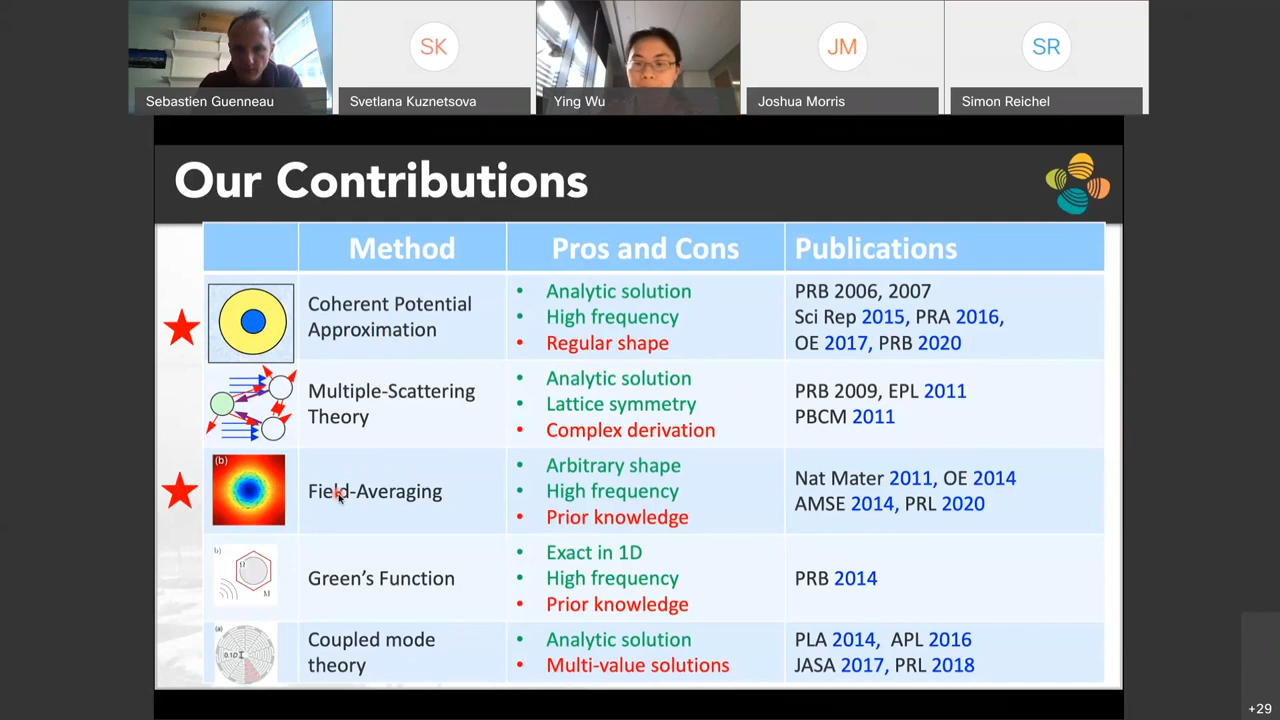 SK
JM
SR
Sebastien Guenneau
Svetlana Kuznetsova
Ying Wu
Joshua Morris
Simon Reichel
Our Contributions
Method
Pros and Cons
Publications
Coherent Potential
Approximation
• Analytic solution
• High frequency
• Regular shape
PRB 2006, 2007
Sci Rep 2015, PRA 2016,
OE 2017, PRB 2020
Multiple-Scattering
Theory
• Analytic solution
• Lattice symmetry
• Complex derivation
PRB 2009, EPL 2011
PBCM 2011
(b)
Field-Averaging
• Arbitrary shape
• High frequency
• Prior knowledge
Nat Mater 2011, OE 2014
AMSE 2014, PRL 2020
b)
Ω
M
Green's Function
• Exact in 1D
• High frequency
• Prior knowledge
PRB 2014
(a)
Coupled mode
theory
• Analytic solution
• Multi-value solutions
PLA 2014, APL 2016
JASA 2017, PRL 2018
+29